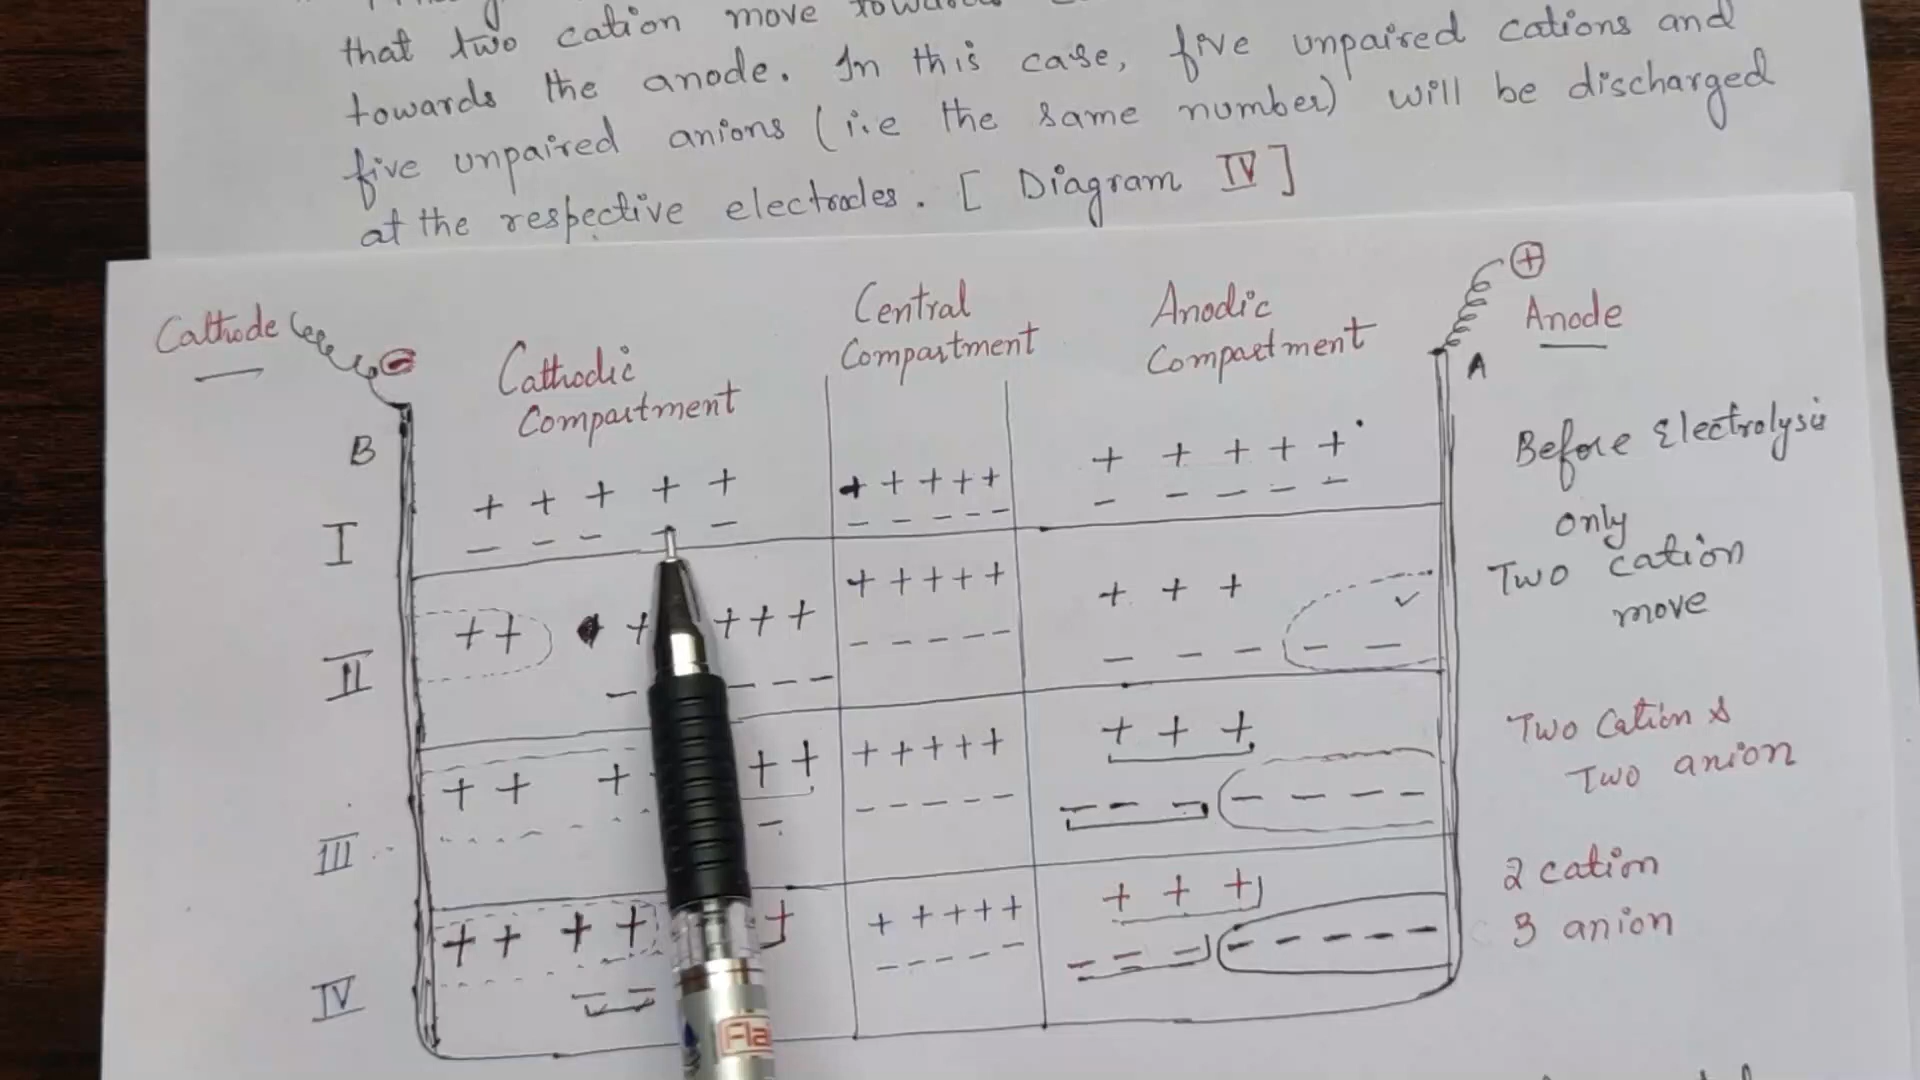 that two cation move towards
towards the anode. In this case, five unpaired cations and
five unpaired anions (i.e the same number) will be discharged
at the respective electrodes. [ Diagram IV ]
Cathode
Cathodic
Compartment
Central
Compartment
Anodic
Compartment
+
Anode
A
B
I
+ + + + +
- - - - -
+ + + + +
- - - - -
+ + + + +
- - - - -
Before Electrolysis
only
Two cation
move
II
+ +
+ + + + +
- - - - -
+ + +
- - - - -
III
+ +
+ + + + +
- - - - -
+ + +
- - - - - - -
Two Cation &
Two anion
IV
+ + + +
+ + + + +
- - - - -
+ + +
- - - - - - - -
2 cation
3 anion
Fla